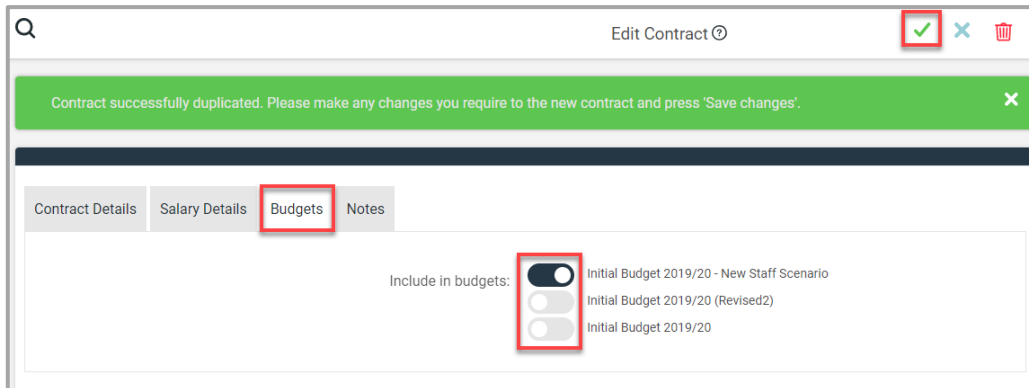 Edit Contract
Contract successfully duplicated. Please make any changes you require to the new contract and press 'Save changes'.
Contract Details Salary Details Budgets Notes
Include in budgets: Initial Budget 2019/20 - New Staff Scenario
Initial Budget 2019/20 (Revised2)
Initial Budget 2019/20